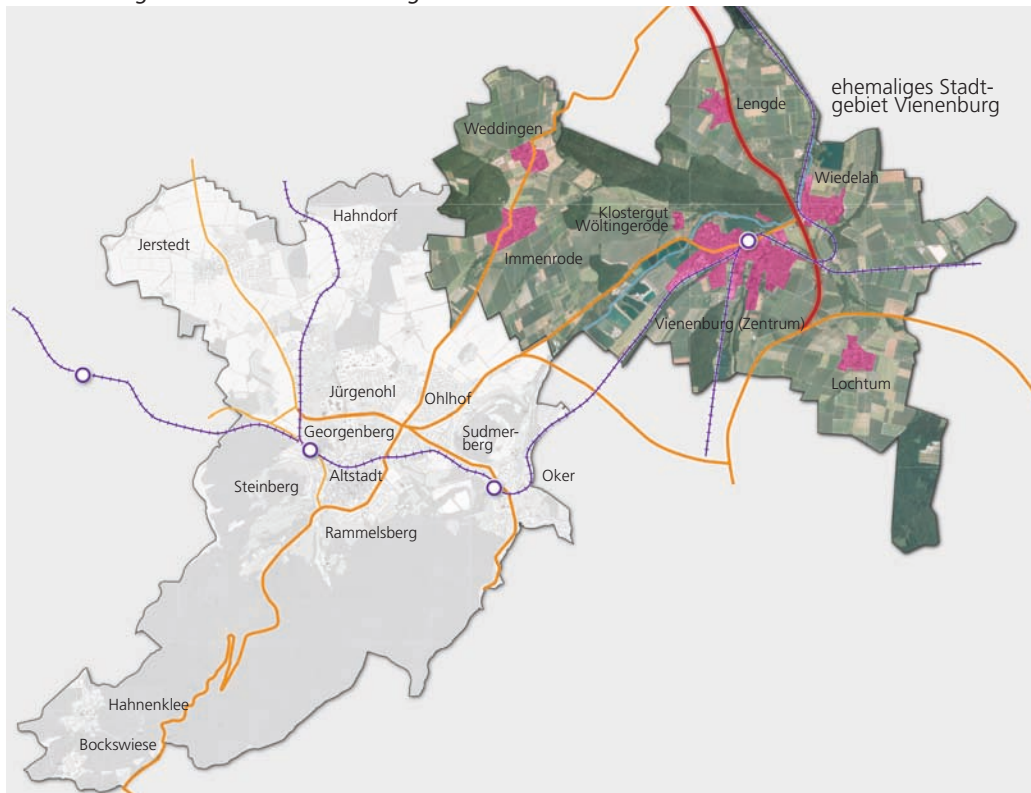 ehemaliges Stadt-
gebiet Vienenburg
Lengde
Weddingen
Wiedelah
Klostergut
Wöltingerode
Hahndorf
Jerstedt
Immenrode
Vienenburg (Zentrum)
Lochtum
Jürgenohl
Ohlhof
Georgenberg
Sudmer-
berg
Altstadt
Oker
Steinberg
Rammelsberg
Hahnenklee
Bockswiese